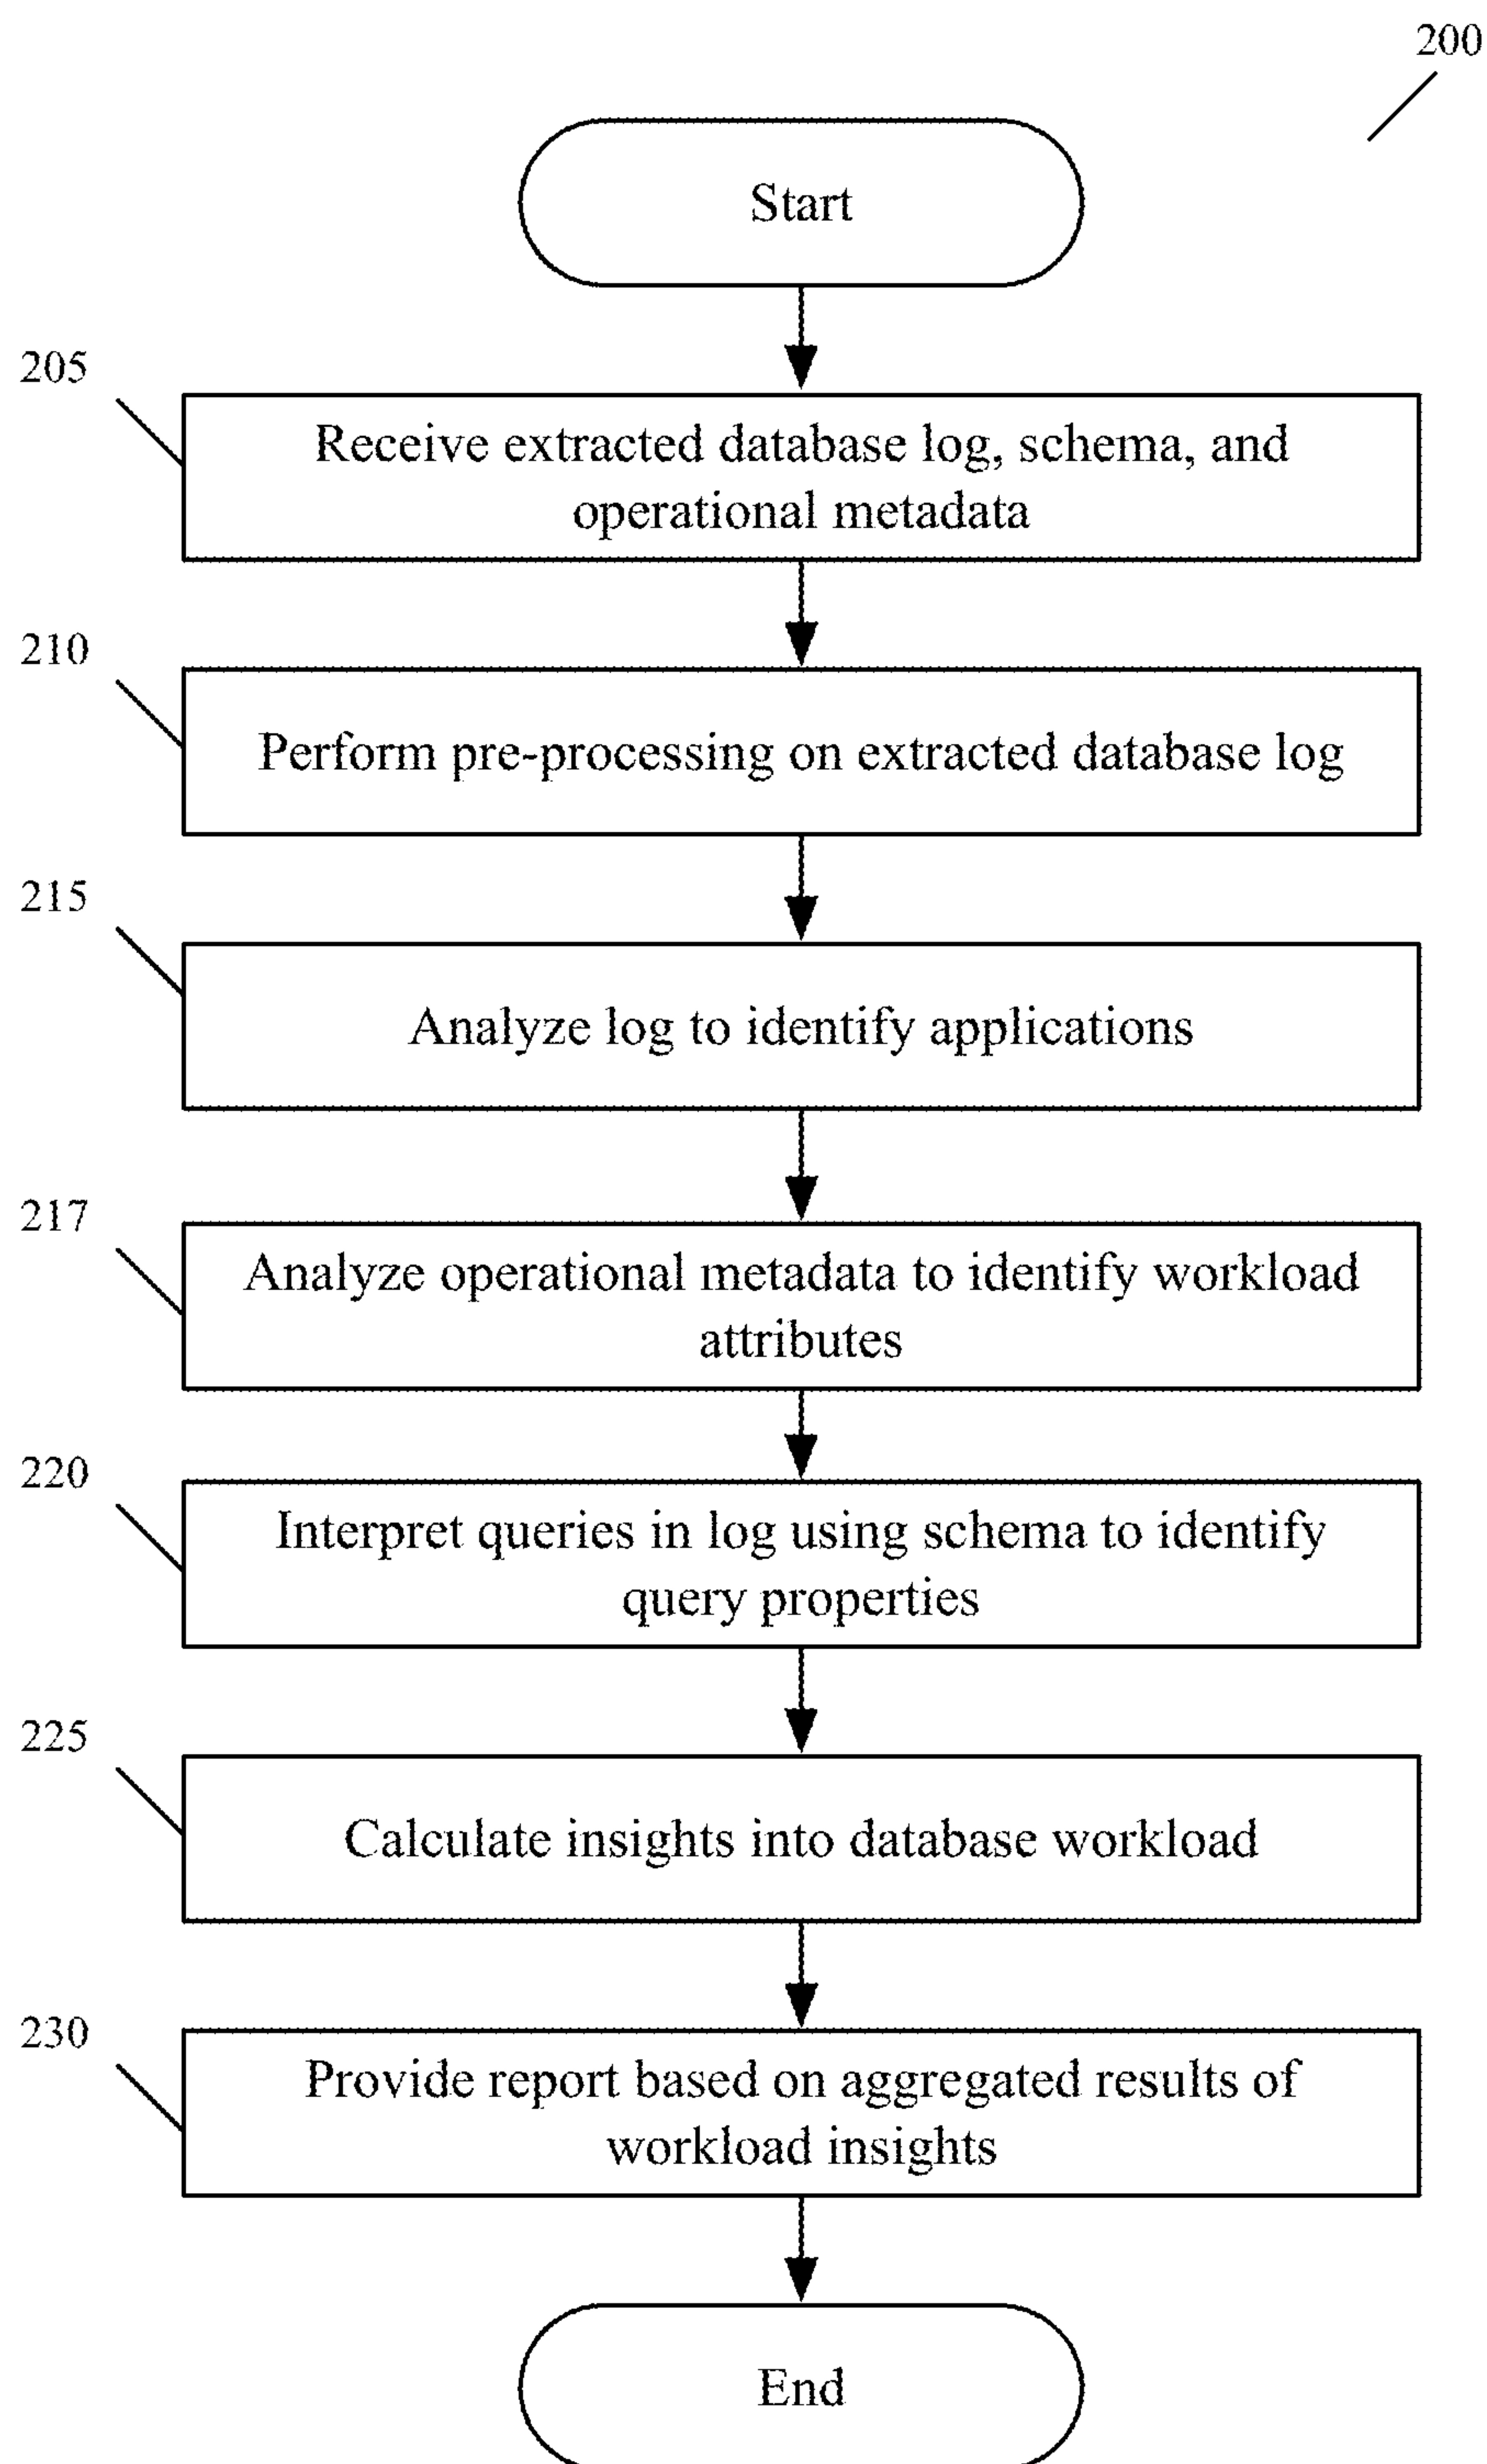 200
Start
205
Receive extracted database log, schema, and
operational metadata
210
Perform pre-processing on extracted database log
215
Analyze log to identify applications
217
Analyze operational metadata to identify workload
attributes
220
Interpret queries in log using schema to identify
query properties
225
Calculate insights into database workload
230
Provide report based on aggregated results of
workload insights
End